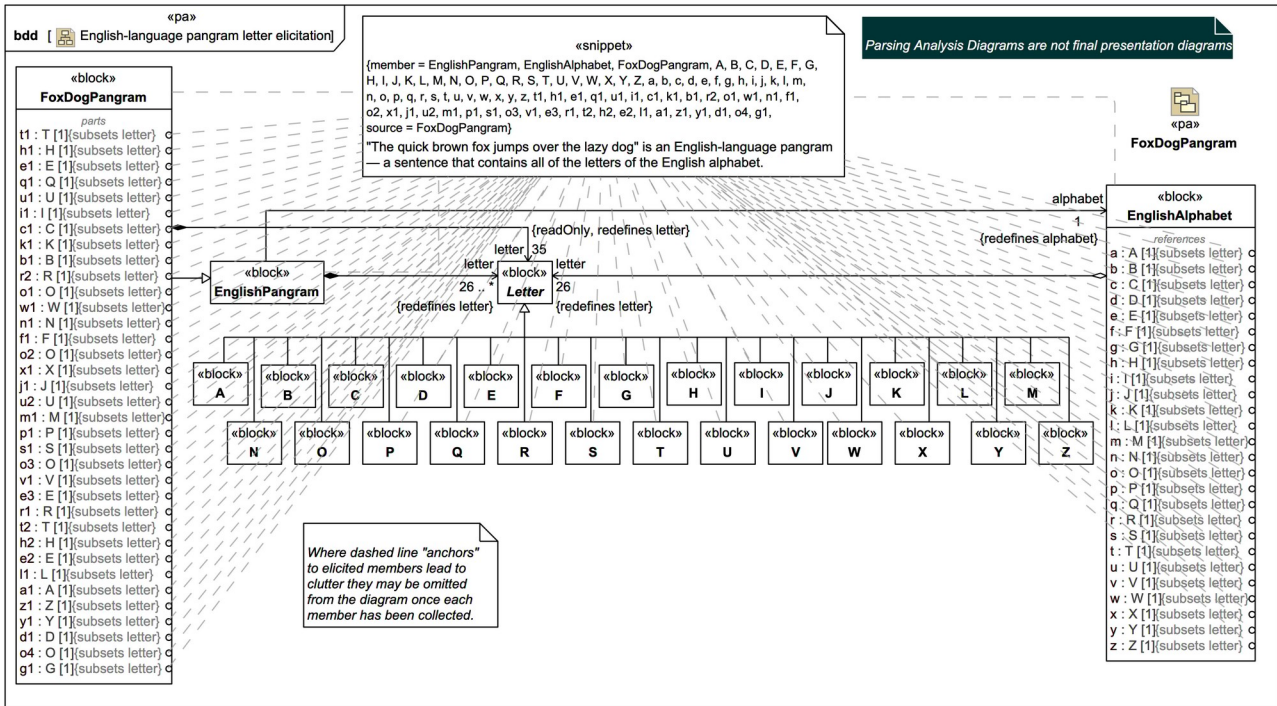 «pa»
bdd [ English-language pangram letter elicitation]
«snippet»
{member = EnglishPangram, EnglishAlphabet, FoxDogPangram, A, B, C, D, E, F, G,
H, I, J, K, L, M, N, O, P, Q, R, S, T, U, V, W, X, Y, Z, a, b, c, d, e, f, g, h, i, j, k, l, m,
n, o, p, q, r, s, t, u, v, w, x, y, z, t1, h1, e1, q1, u1, i1, c1, k1, b1, r2, o1, w1, n1, f1,
o2, x1, j1, u2, m1, p1, s1, o3, v1, e3, r1, t2, h2, e2, l1, a1, z1, y1, d1, o4, g1,
source = FoxDogPangram}
"The quick brown fox jumps over the lazy dog" is an English-language pangram
— a sentence that contains all of the letters of the English alphabet.
Parsing Analysis Diagrams are not final presentation diagrams
«pa»
FoxDogPangram
«block»
FoxDogPangram
parts
t1 : T [1]{subsets letter}
h1 : H [1]{subsets letter}
e1 : E [1]{subsets letter}
q1 : Q [1]{subsets letter}
u1 : U [1]{subsets letter}
i1 : I [1]{subsets letter}
c1 : C [1]{subsets letter}
k1 : K [1]{subsets letter}
b1 : B [1]{subsets letter}
r2 : R [1]{subsets letter}
o1 : O [1]{subsets letter}
w1 : W [1]{subsets letter}
n1 : N [1]{subsets letter}
f1 : F [1]{subsets letter}
o2 : O [1]{subsets letter}
x1 : X [1]{subsets letter}
j1 : J [1]{subsets letter}
u2 : U [1]{subsets letter}
m1 : M [1]{subsets letter}
p1 : P [1]{subsets letter}
s1 : S [1]{subsets letter}
o3 : O [1]{subsets letter}
v1 : V [1]{subsets letter}
e3 : E [1]{subsets letter}
r1 : R [1]{subsets letter}
t2 : T [1]{subsets letter}
h2 : H [1]{subsets letter}
e2 : E [1]{subsets letter}
l1 : L [1]{subsets letter}
a1 : A [1]{subsets letter}
z1 : Z [1]{subsets letter}
y1 : Y [1]{subsets letter}
d1 : D [1]{subsets letter}
o4 : O [1]{subsets letter}
g1 : G [1]{subsets letter}
alphabet
1
{redefines alphabet}
{readOnly, redefines letter}
letter 35
«block»
EnglishPangram
letter
26 .. *
{redefines letter}
«block»
Letter
letter
26
{redefines letter}
«block»
A
«block»
B
«block»
C
«block»
D
«block»
E
«block»
F
«block»
G
«block»
H
«block»
I
«block»
J
«block»
K
«block»
L
«block»
M
«block»
N
«block»
O
«block»
P
«block»
Q
«block»
R
«block»
S
«block»
T
«block»
U
«block»
V
«block»
W
«block»
X
«block»
Y
«block»
Z
Where dashed line "anchors"
to elicited members lead to
clutter they may be omitted
from the diagram once each
member has been collected.
«block»
EnglishAlphabet
references
a : A [1]{subsets letter}
b : B [1]{subsets letter}
c : C [1]{subsets letter}
d : D [1]{subsets letter}
e : E [1]{subsets letter}
f : F [1]{subsets letter}
g : G [1]{subsets letter}
h : H [1]{subsets letter}
i : I [1]{subsets letter}
j : J [1]{subsets letter}
k : K [1]{subsets letter}
l : L [1]{subsets letter}
m : M [1]{subsets letter}
n : N [1]{subsets letter}
o : O [1]{subsets letter}
p : P [1]{subsets letter}
q : Q [1]{subsets letter}
r : R [1]{subsets letter}
s : S [1]{subsets letter}
t : T [1]{subsets letter}
u : U [1]{subsets letter}
v : V [1]{subsets letter}
w : W [1]{subsets letter}
x : X [1]{subsets letter}
y : Y [1]{subsets letter}
z : Z [1]{subsets letter}